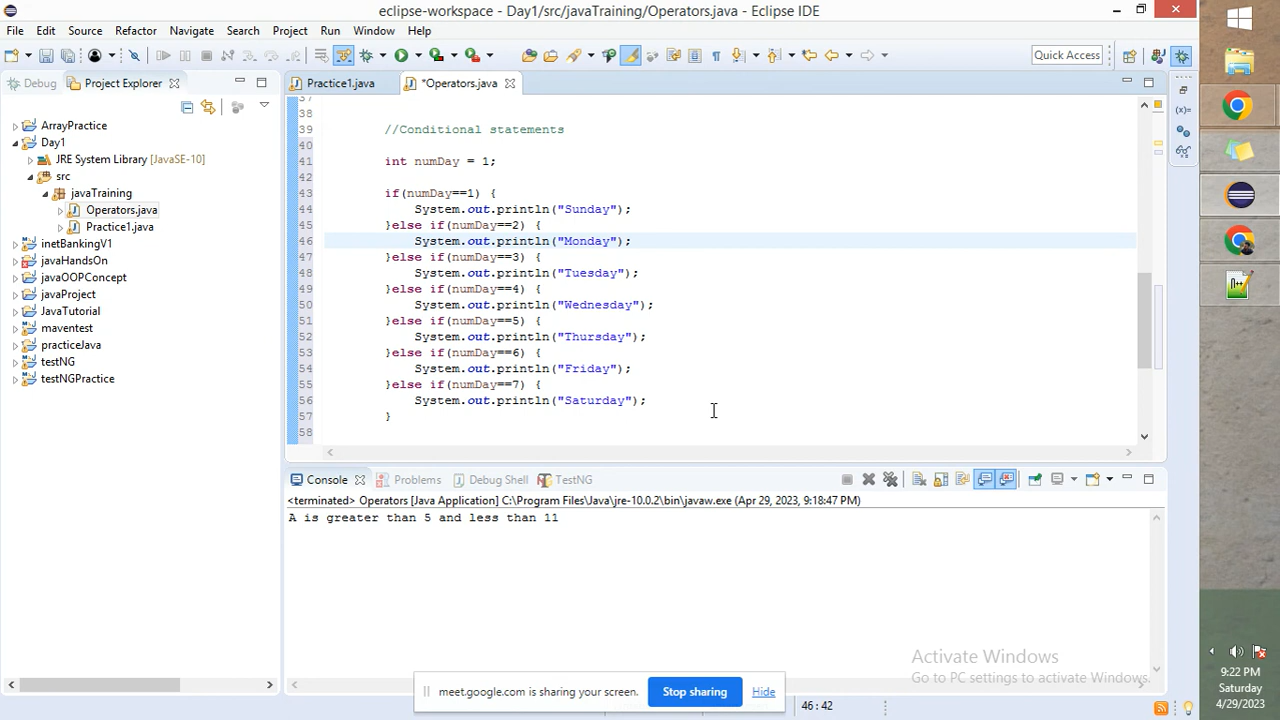 eclipse-workspace - Day1/src/javaTraining/Operators.java - Eclipse IDE
File Edit Source Refactor Navigate Search Project Run Window Help
Quick Access
Debug Project Explorer
Practice1.java *Operators.java
ArrayPractice
Day1
JRE System Library [JavaSE-10]
src
javaTraining
Operators.java
Practice1.java
inetBankingV1
javaHandsOn
javaOOPConcept
javaProject
JavaTutorial
maventest
practiceJava
testNG
testNGPractice
37
38
39 //Conditional statements
40
41 int numDay = 1;
42
43 if(numDay==1) {
44 System.out.println("Sunday");
45 }else if(numDay==2) {
46 System.out.println("Monday");
47 }else if(numDay==3) {
48 System.out.println("Tuesday");
49 }else if(numDay==4) {
50 System.out.println("Wednesday");
51 }else if(numDay==5) {
52 System.out.println("Thursday");
53 }else if(numDay==6) {
54 System.out.println("Friday");
55 }else if(numDay==7) {
56 System.out.println("Saturday");
57 }
58
Console Problems Debug Shell TestNG
<terminated> Operators [Java Application] C:\Program Files\Java\jre-10.0.2\bin\javaw.exe (Apr 29, 2023, 9:18:47 PM)
A is greater than 5 and less than 11
Activate Windows
Go to PC settings to activate Windows.
meet.google.com is sharing your screen. Stop sharing Hide
46 : 42
9:22 PM
Saturday
4/29/2023